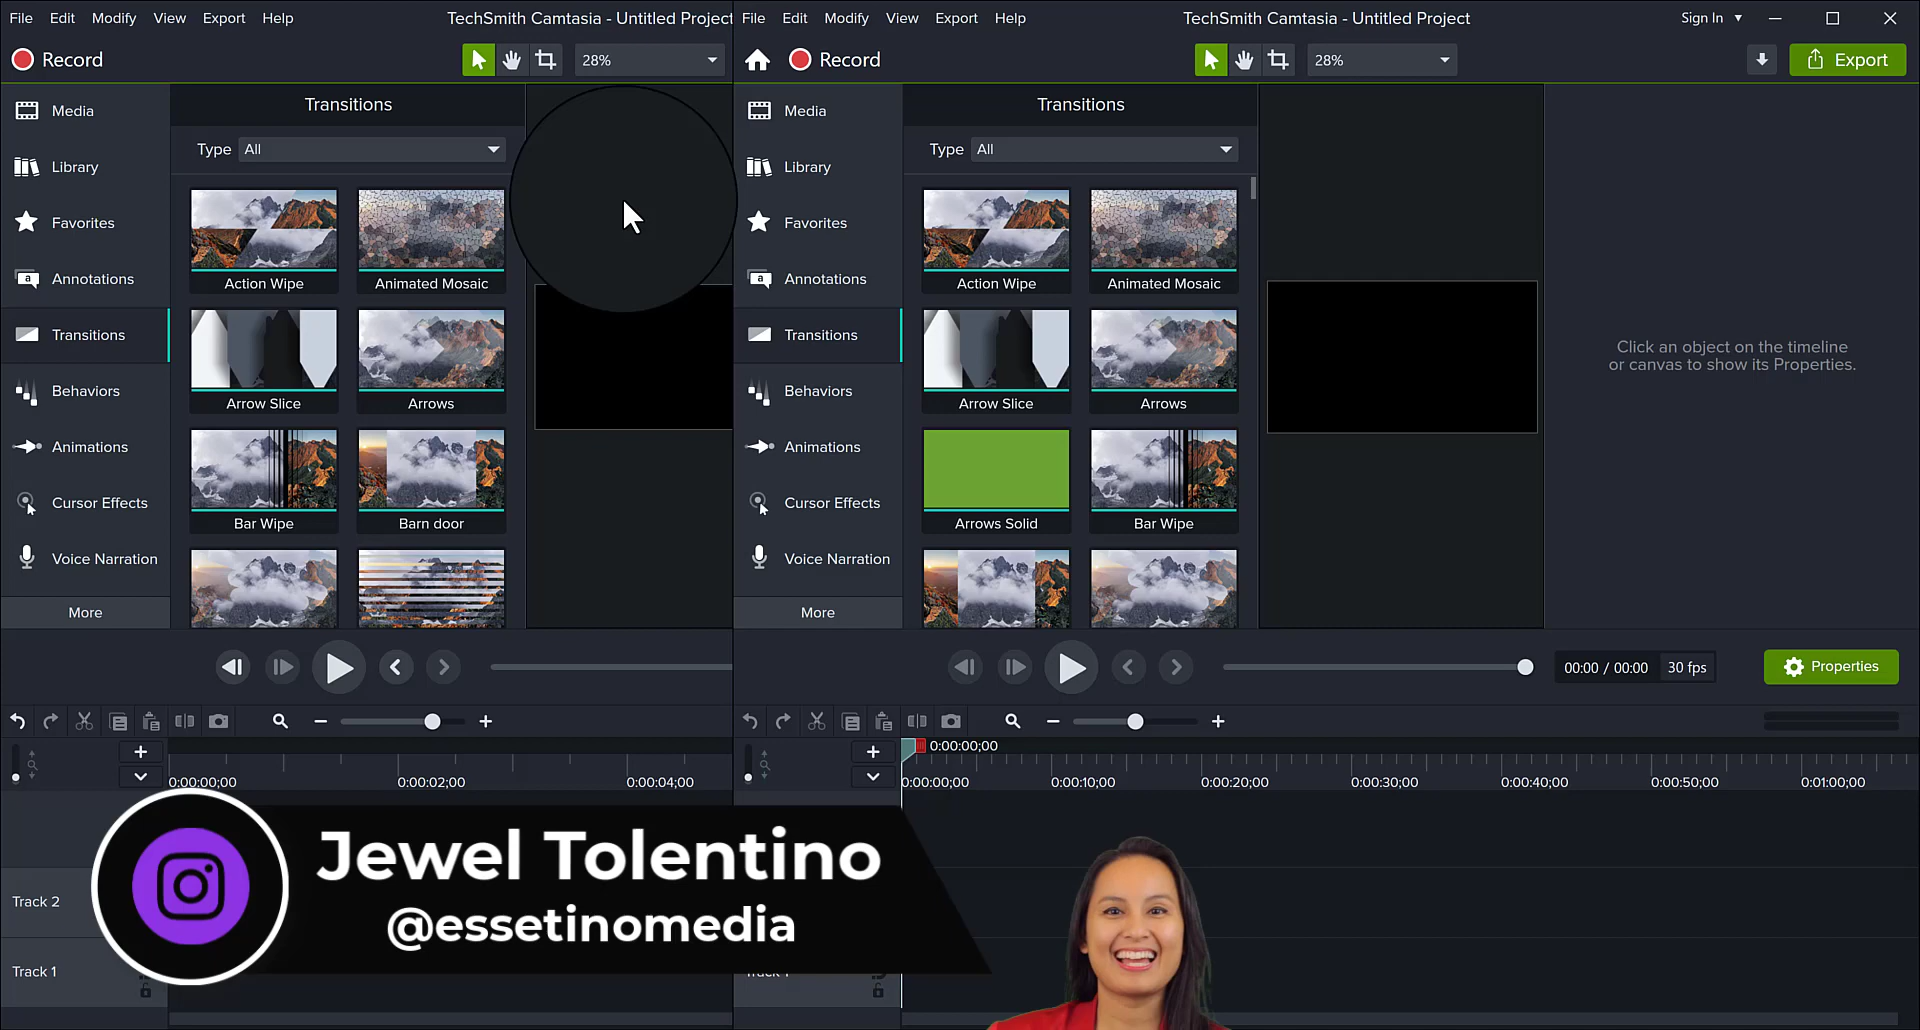 File Edit Modify View Export Help
TechSmith Camtasia - Untitled Project
Record
28%
Media
Library
Favorites
Annotations
Transitions
Behaviors
Animations
Cursor Effects
Voice Narration
More
Transitions
Type All
Action Wipe Animated Mosaic
Arrow Slice Arrows
Bar Wipe Barn door
0:00:00;00 0:00:02;00 0:00:04;00
Track 2
Track 1
File Edit Modify View Export Help
TechSmith Camtasia - Untitled Project
Sign In
Record
28%
Export
Media
Library
Favorites
Annotations
Transitions
Behaviors
Animations
Cursor Effects
Voice Narration
More
Transitions
Type All
Action Wipe Animated Mosaic
Arrow Slice Arrows
Arrows Solid Bar Wipe
Click an object on the timeline
or canvas to show its Properties.
00:00 / 00:00 30 fps
Properties
0:00:00;00
0:00:00;00 0:00:10;00 0:00:20;00 0:00:30;00 0:00:40;00 0:00:50;00 0:01:00;00
Jewel Tolentino
@essetinomedia